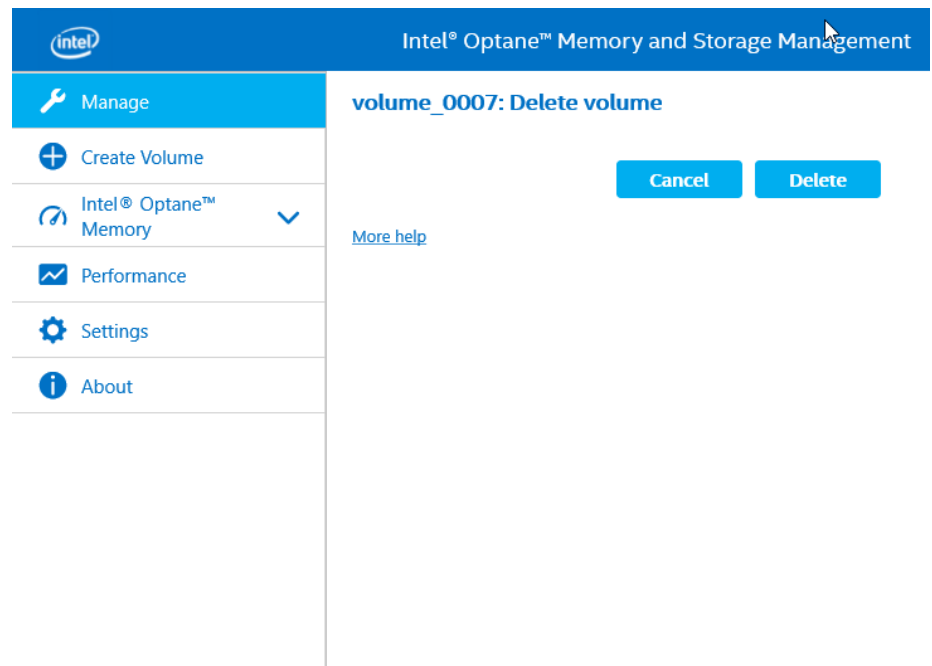 intel
Intel® Optane™ Memory and Storage Management
Manage
Create Volume
Intel® Optane™
Memory
Performance
Settings
About
volume_0007: Delete volume
Cancel Delete
More help